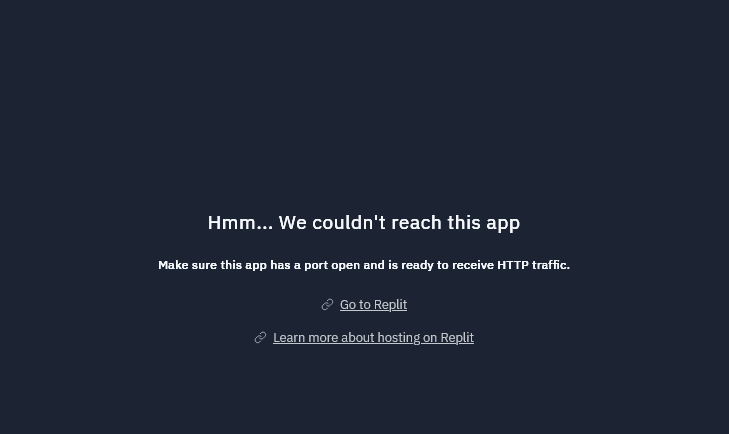 Hmm... We couldn't reach this app
Make sure this app has a port open and is ready to receive HTTP traffic.
Go to Replit
Learn more about hosting on Replit